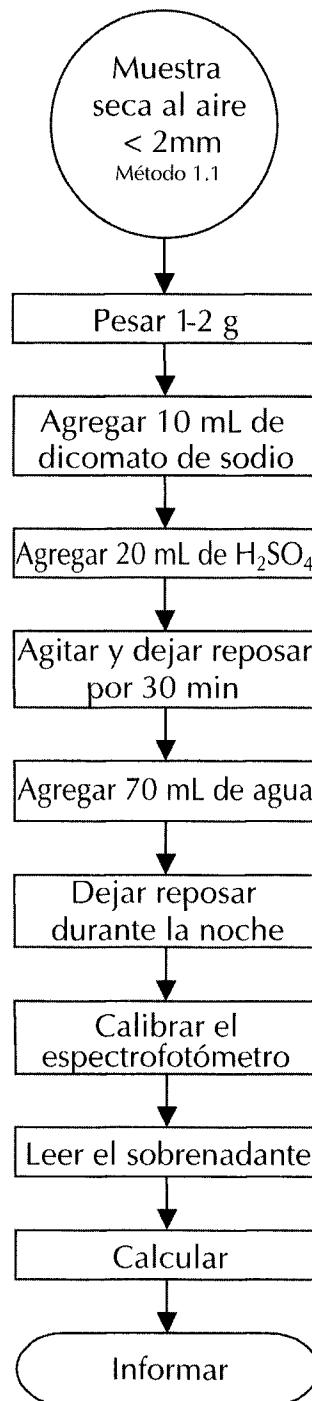 Muestra
seca al aire
< 2mm
Método 1.1
Pesar 1-2 g
Agregar 10 mL de
dicomato de sodio
Agregar 20 mL de H₂SO₄
Agitar y dejar reposar
por 30 min
Agregar 70 mL de agua
Dejar reposar
durante la noche
Calibrar el
espectrofotómetro
Leer el sobrenadante
Calcular
Informar